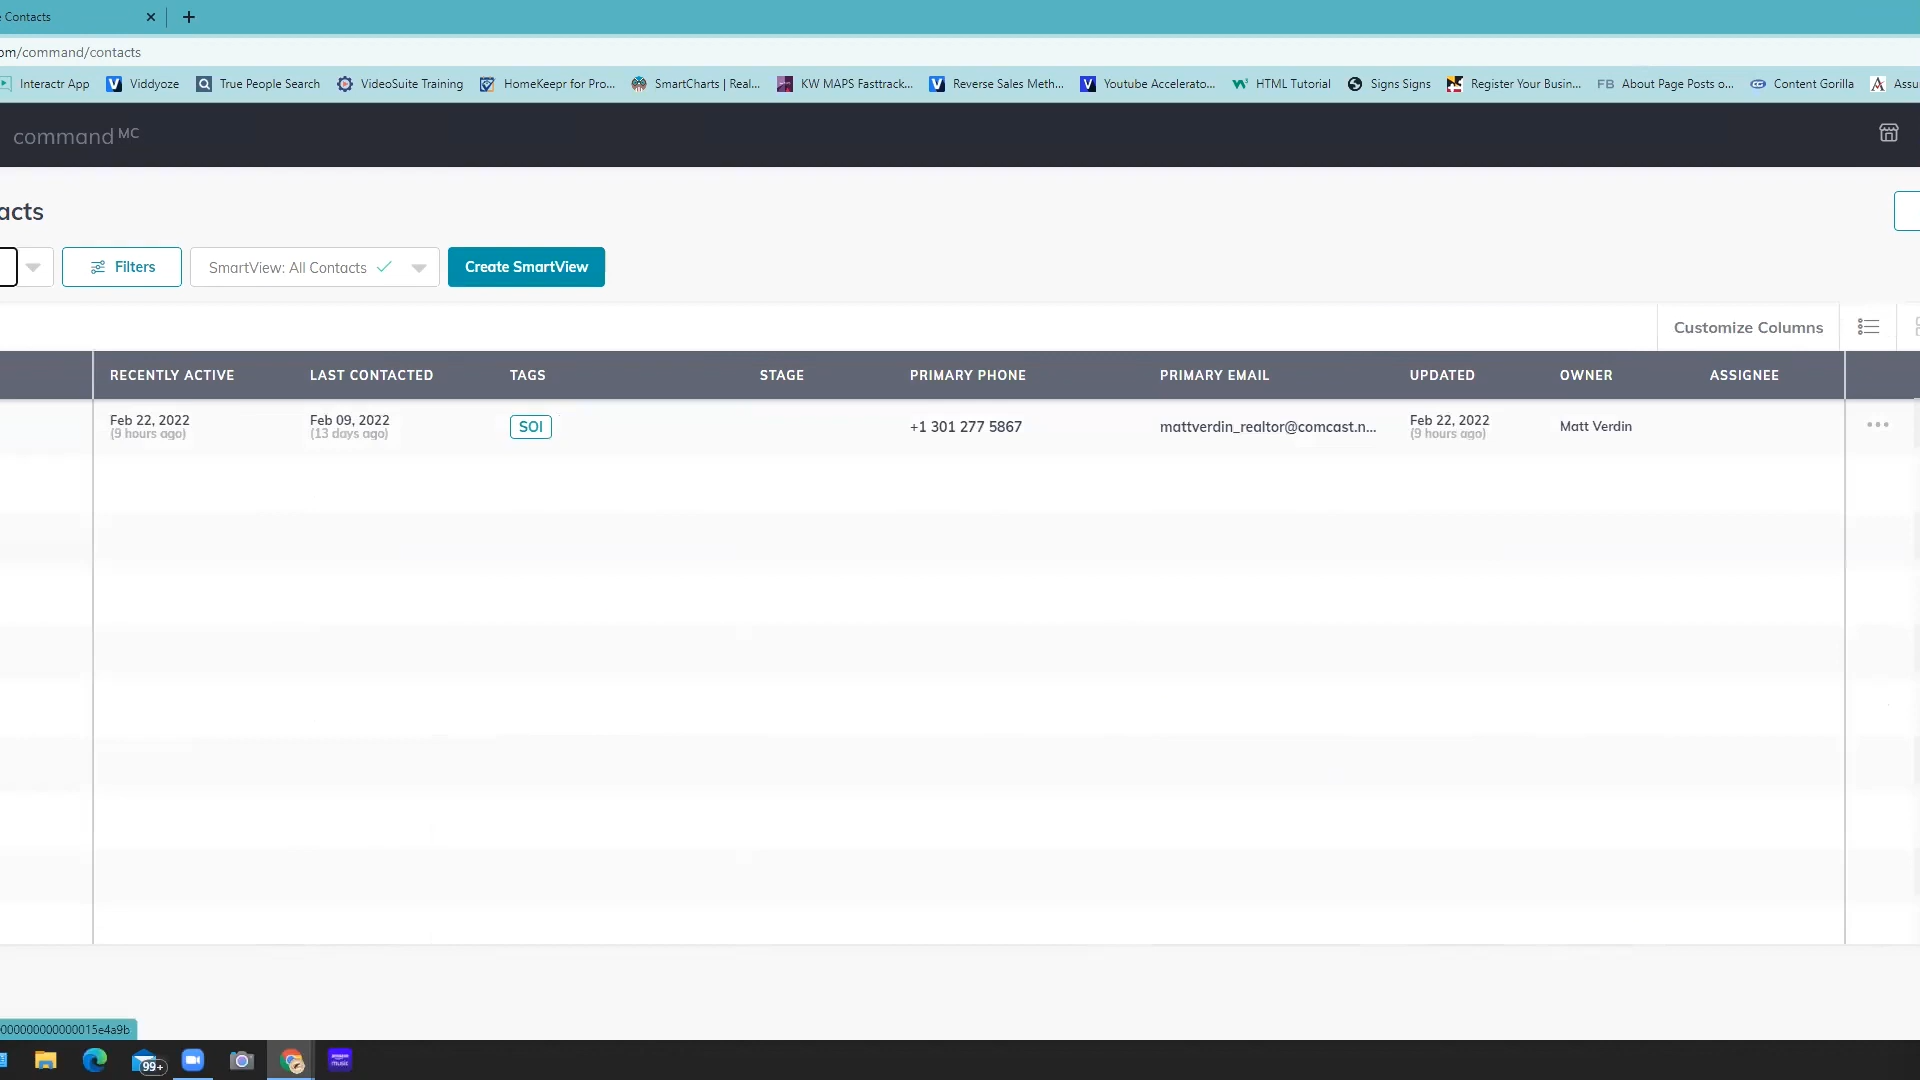 Contacts
om/command/contacts
Interactr App Viddyoze True People Search VideoSuite Training HomeKeepr for Pro... SmartCharts | Real... KW MAPS Fasttrack... Reverse Sales Meth... Youtube Accelerato... HTML Tutorial Signs Signs Register Your Busin... FB About Page Posts o... Content Gorilla Assu
command MC
acts
Filters SmartView: All Contacts Create SmartView
Customize Columns
RECENTLY ACTIVE LAST CONTACTED TAGS STAGE PRIMARY PHONE PRIMARY EMAIL UPDATED OWNER ASSIGNEE
Feb 22, 2022 Feb 09, 2022 SOI +1 301 277 5867 mattverdin_realtor@comcast.n... Feb 22, 2022 Matt Verdin
(9 hours ago) (13 days ago) (9 hours ago)
000000000000015e4a9b
99+
amazon music